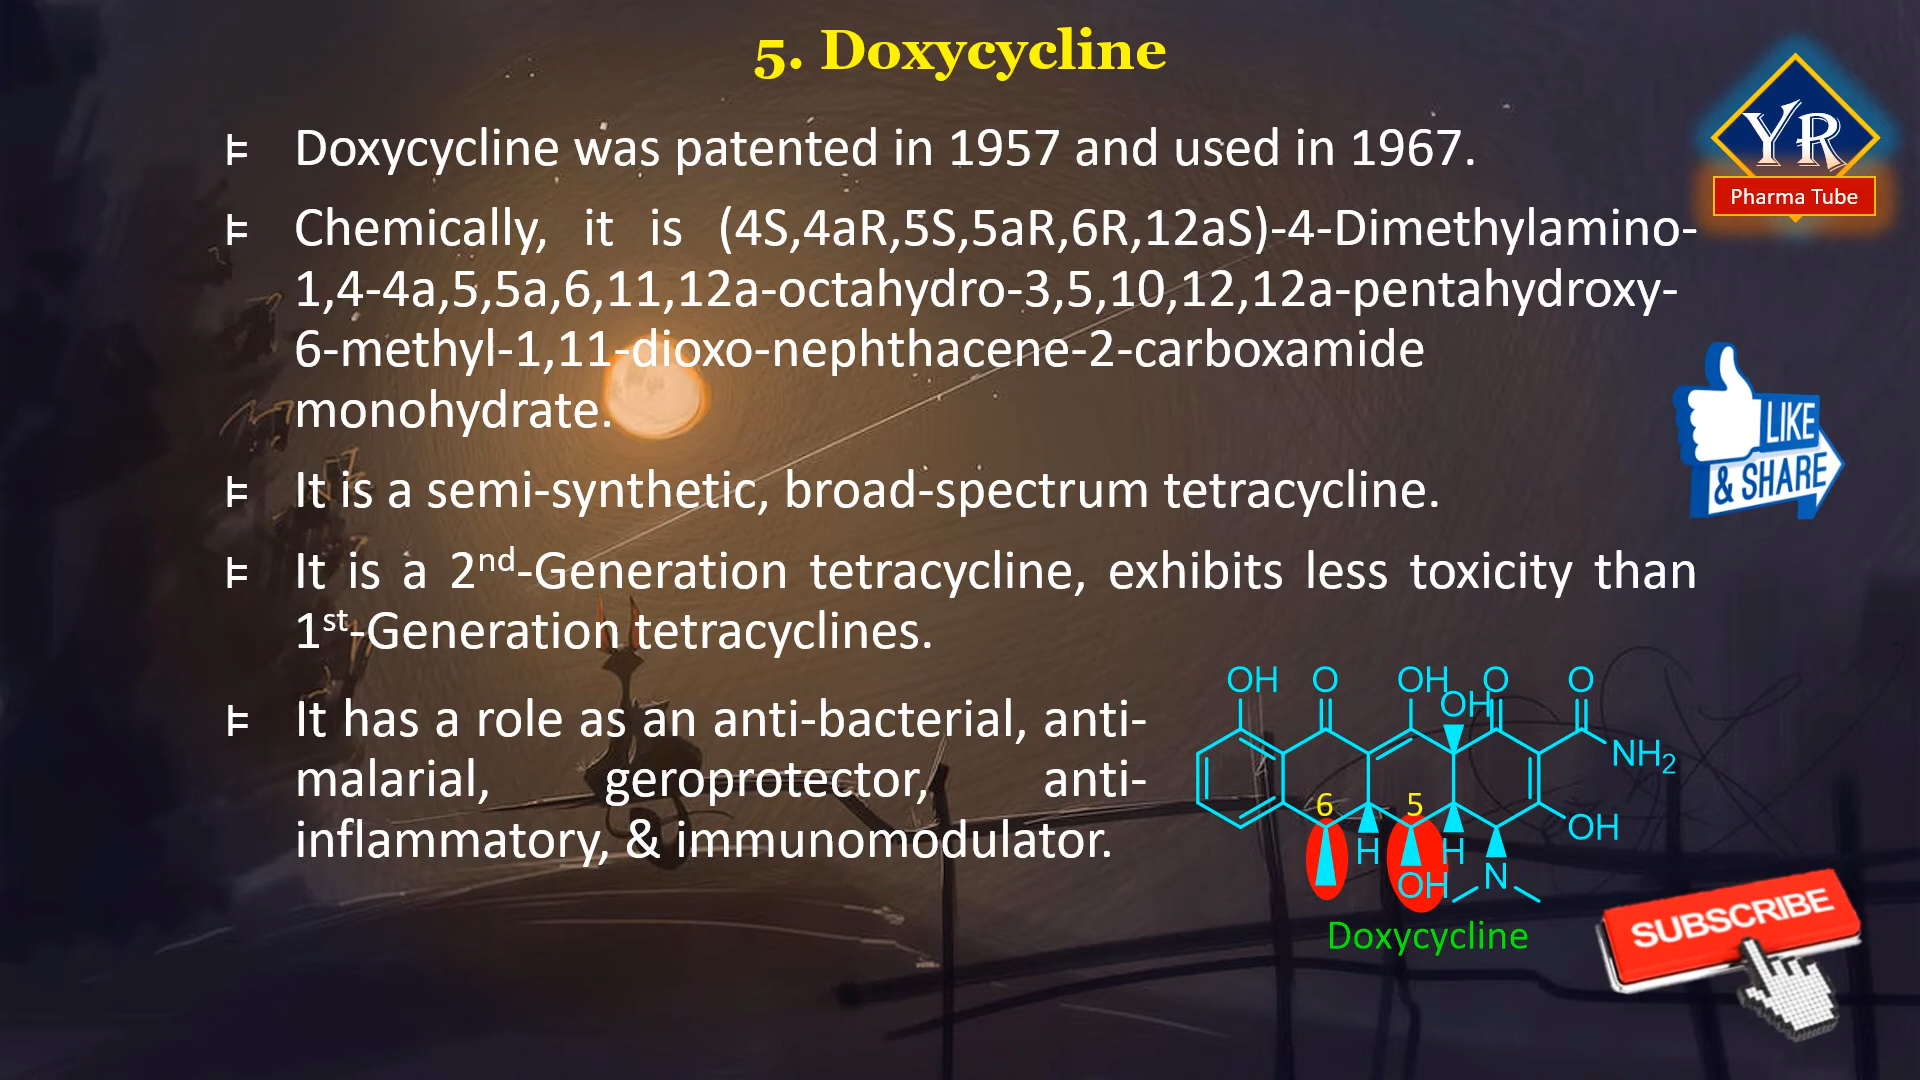 5. Doxycycline
Doxycycline was patented in 1957 and used in 1967.
Chemically, it is (4S,4aR,5S,5aR,6R,12aS)-4-Dimethylamino-
1,4-4a,5,5a,6,11,12a-octahydro-3,5,10,12,12a-pentahydroxy-
6-methyl-1,11-dioxo-nephthacene-2-carboxamide
monohydrate.
It is a semi-synthetic, broad-spectrum tetracycline.
It is a 2nd-Generation tetracycline, exhibits less toxicity than
1st-Generation tetracyclines.
It has a role as an anti-bacterial, anti-
malarial, geroprotector, anti-
inflammatory, & immunomodulator.
YR
Pharma Tube
LIKE
& SHARE
OH O OH O O
OH
NH2
6 5
OH
H H
OH N
Doxycycline
SUBSCRIBE